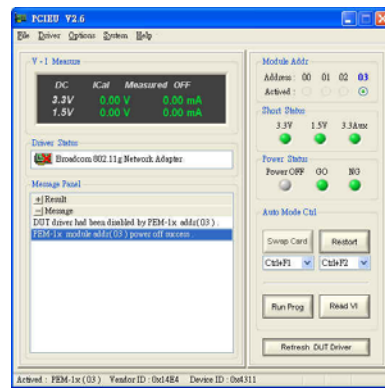 PCIEU V2.6
File Driver Options System Help
V - I Measure
DC ICal Measured OFF
3.3V 0.00 V 0.00 mA
1.5V 0.00 V 0.00 mA
Driver Status
Broadcom 802.11g Network Adapter
Message Panel
+| Result
—| Message
DUT driver had been disabled by PEM-1x addr(03) .
PEM-1x module addr(03) power off success .
Module Addr
Address : 00 01 02 03
Actived :
Short Status
3.3V 1.5V 3.3Aux
Power Status
Power OFF GO NO
Auto Mode Ctrl
Swap Card Restort
Ctrl+F1 Ctrl+F2
Run Prog Read VI
Refresh DUT Driver
Actived : PEM-1x (03) Vendor ID : 0x14E4 Device ID : 0x4311